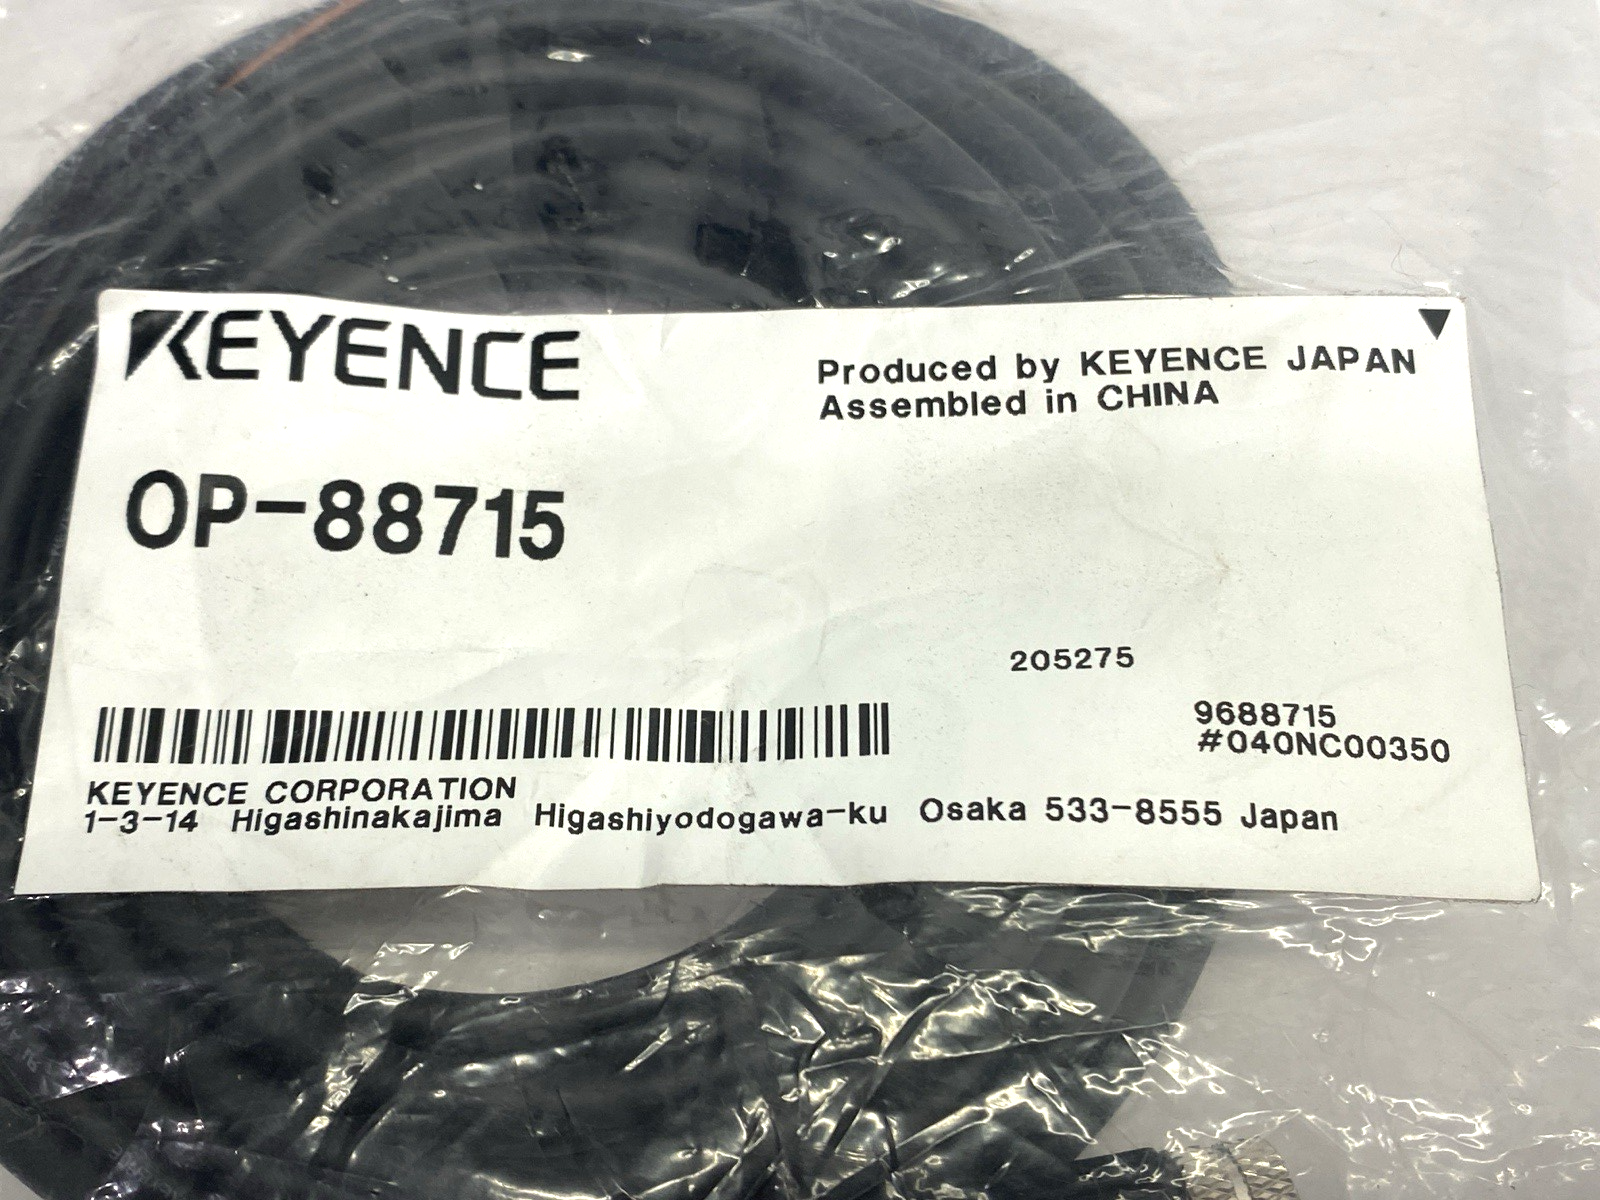 KEYENCE
Produced by KEYENCE JAPAN
Assembled in CHINA
OP-88715
205275
9688715
#040NC00350
KEYENCE CORPORATION
1-3-14 Higashinakajima Higashiyodogawa-ku Osaka 533-8555 Japan